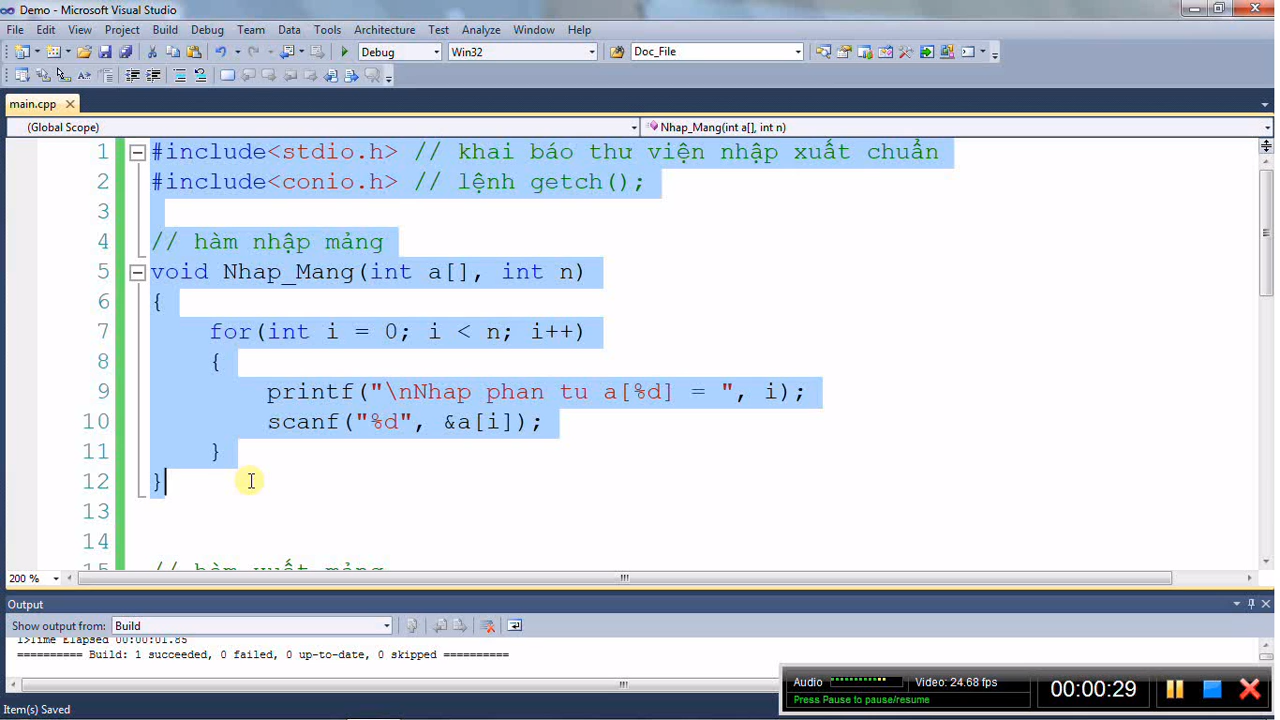 Demo - Microsoft Visual Studio
File Edit View Project Build Debug Team Data Tools Architecture Test Analyze Window Help
Debug Win32 Doc_File
main.cpp
(Global Scope) Nhap_Mang(int a[], int n)
1 #include<stdio.h> // khai báo thư viện nhập xuất chuẩn
2 #include<conio.h> // lệnh getch();
3
4 // hàm nhập mảng
5 void Nhap_Mang(int a[], int n)
6 {
7 for(int i = 0; i < n; i++)
8 {
9 printf("\nNhap phan tu a[%d] = ", i);
10 scanf("%d", &a[i]);
11 }
12 }
13
14
15 // hàm xuất mảng
200 %
Output
Show output from: Build
1>Time Elapsed 00:00:01.85
========== Build: 1 succeeded, 0 failed, 0 up-to-date, 0 skipped ==========
Audio Video: 24.68 fps
Press Pause to pause/resume
00:00:29
Item(s) Saved